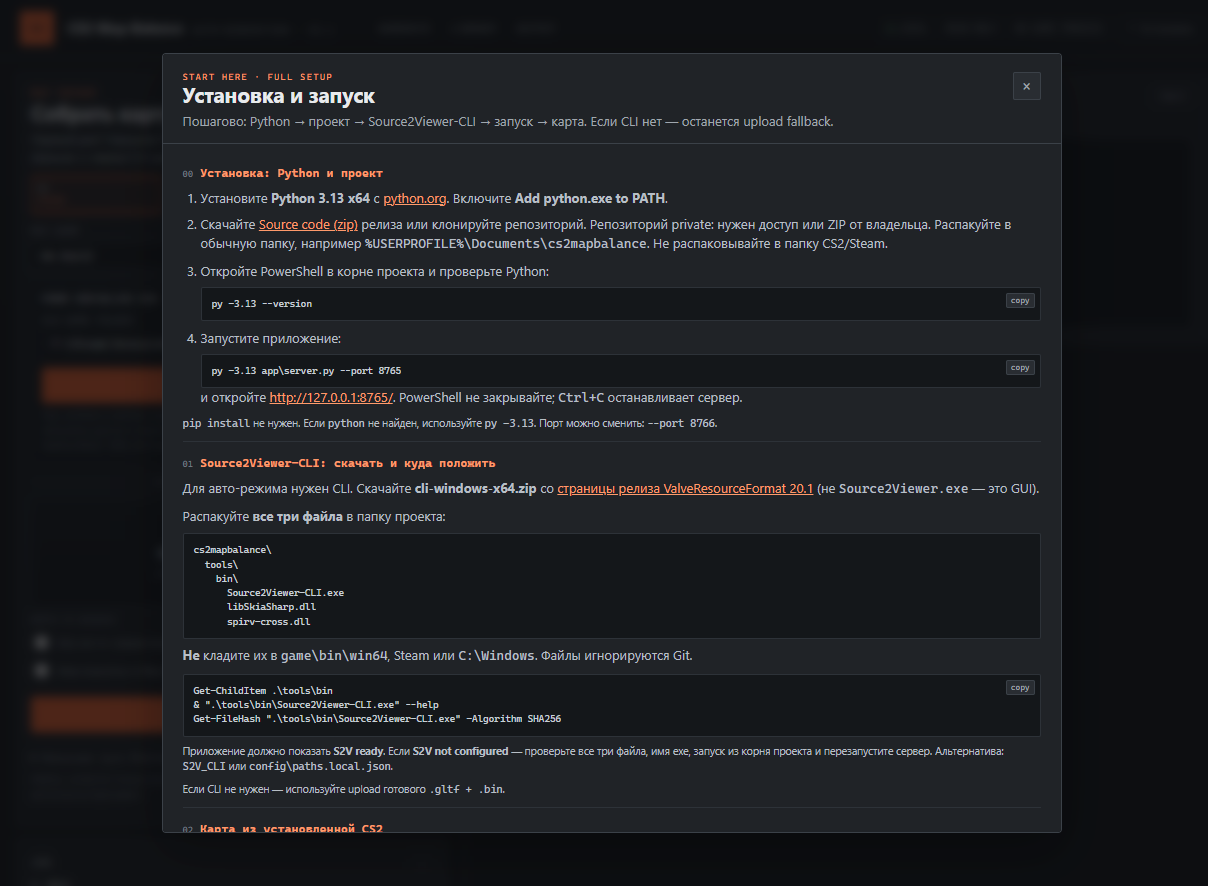 START HERE · FULL SETUP
Установка и запуск
×
Пошагово: Python → проект → Source2Viewer-CLI → запуск → карта. Если CLI нет — останется upload fallback.
00 Установка: Python и проект
1. Установите Python 3.13 x64 с python.org. Включите Add python.exe to PATH.
2. Скачайте Source code (zip) релиза или клонируйте репозиторий. Репозиторий private: нужен доступ или ZIP от владельца. Распакуйте в
обычную папку, например %USERPROFILE%\Documents\cs2mapbalance. Не распаковывайте в папку CS2/Steam.
3. Откройте PowerShell в корне проекта и проверьте Python:
py -3.13 --version
copy
4. Запустите приложение:
py -3.13 app\server.py --port 8765
copy
и откройте http://127.0.0.1:8765/. PowerShell не закрывайте; Ctrl+C останавливает сервер.
pip install не нужен. Если python не найден, используйте py -3.13. Порт можно сменить: --port 8766.
01 Source2Viewer-CLI: скачать и куда положить
Для авто-режима нужен CLI. Скачайте cli-windows-x64.zip со страницы релиза ValveResourceFormat 20.1 (не Source2Viewer.exe — это GUI).
Распакуйте все три файла в папку проекта:
cs2mapbalance\
tools\
bin\
Source2Viewer-CLI.exe
libSkiaSharp.dll
spirv-cross.dll
Не кладите их в game\bin\win64, Steam или C:\Windows. Файлы игнорируются Git.
Get-ChildItem .\tools\bin
copy
& ".\tools\bin\Source2Viewer-CLI.exe" --help
Get-FileHash ".\tools\bin\Source2Viewer-CLI.exe" -Algorithm SHA256
Приложение должно показать S2V ready. Если S2V not configured — проверьте все три файла, имя exe, запуск из корня проекта и перезапустите сервер. Альтернатива:
S2V_CLI или config\paths.local.json.
Если CLI не нужен — используйте upload готового .gltf + .bin.
02 Карта из установленной CS2